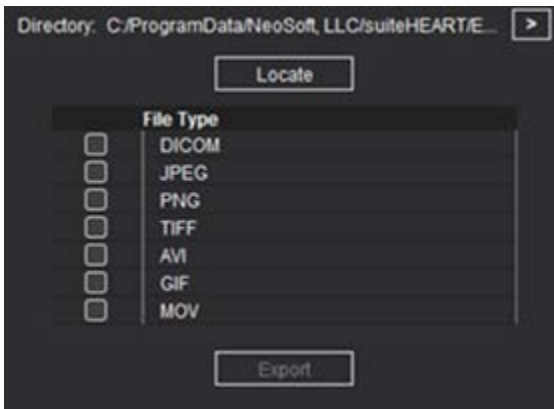 Directory: C:/ProgramData/NeoSoft, LLC/suiteHEART/E... >
Locate
File Type
DICOM
JPEG
PNG
TIFF
AVI
GIF
MOV
Export